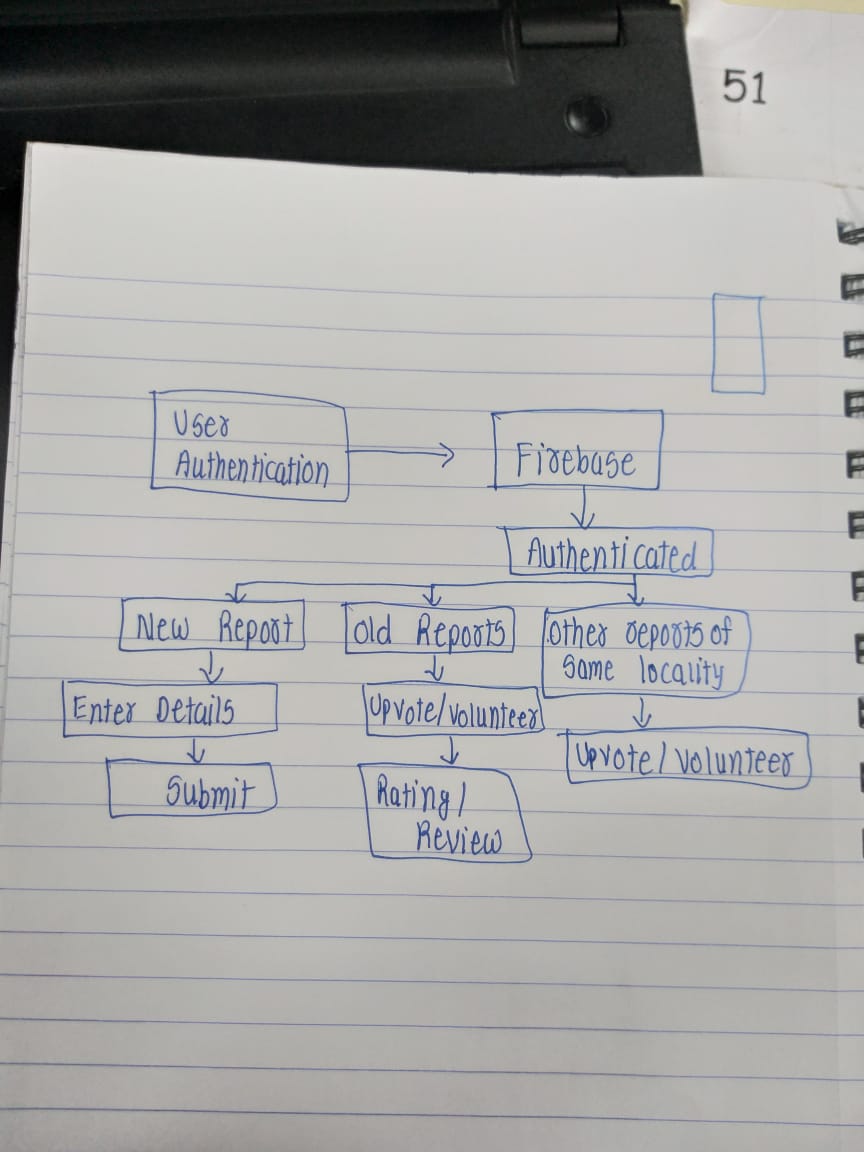 51
User
Authentication
Firebase
Authenticated
New Report
Old Reports
Other reports of
Same locality
Enter Details
Upvote/Volunteer
Upvote/Volunteer
Submit
Rating/
Review